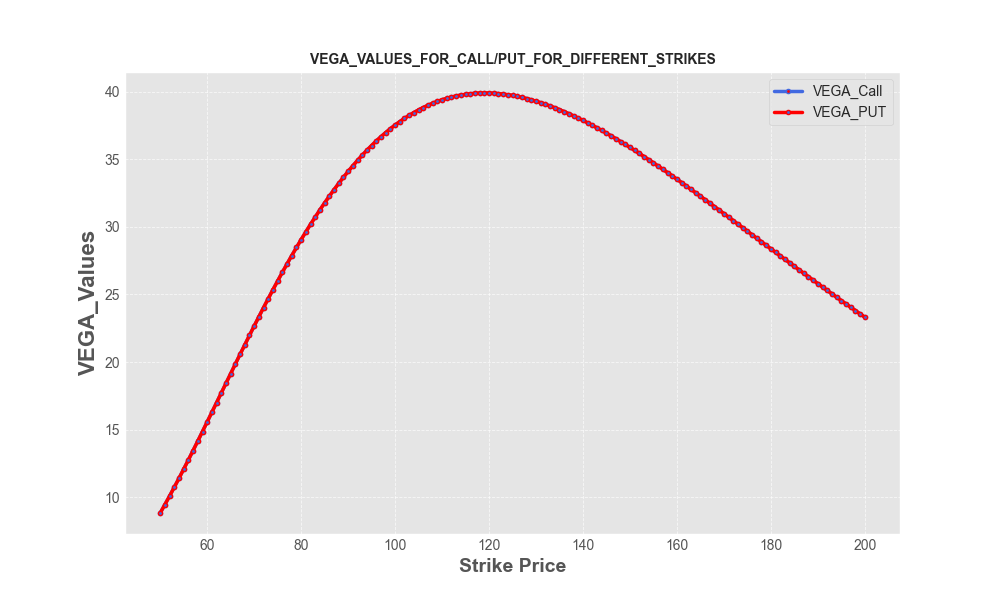 VEGA_VALUES_FOR_CALL/PUT_FOR_DIFFERENT_STRIKES
VEGA_Call
VEGA_PUT
VEGA_Values
40
35
30
25
20
15
10
60 80 100 120 140 160 180 200
Strike Price